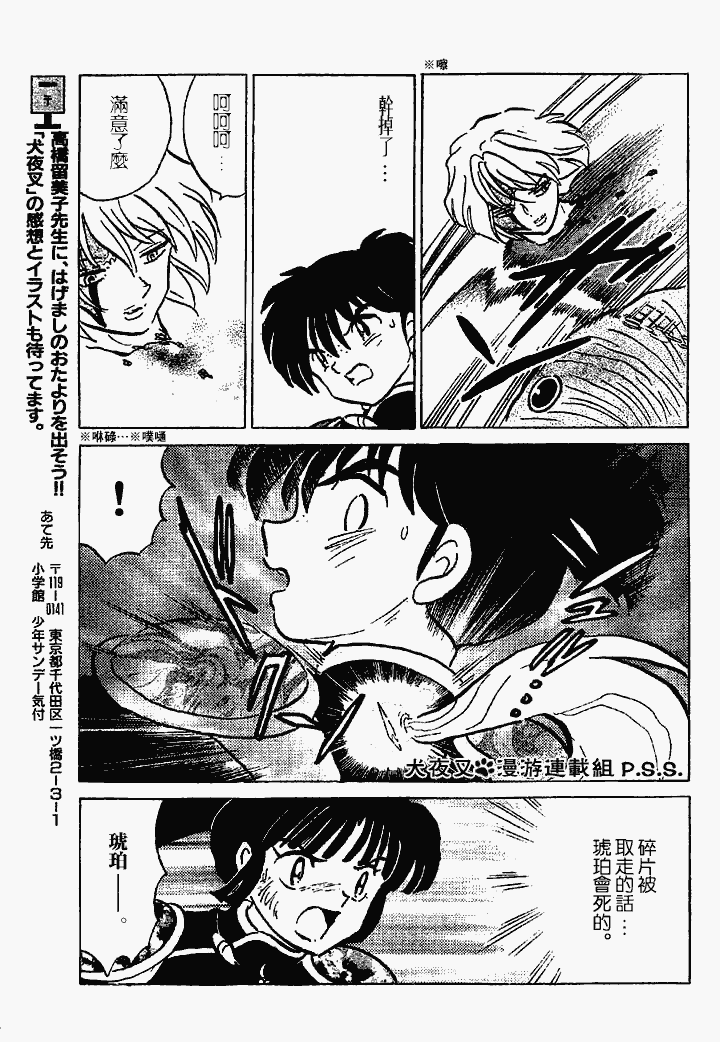 ※嚓
幹掉了…
呵呵呵…
滿意了麼
※咻碌…※噗嗵
！
犬夜叉 漫游連載組 P.S.S.
碎片被
取走的話…
琥珀會死的。
琥珀——。
高橋留美子先生に、はげましのおたよりを出そう!!
「犬夜叉」の感想とイラストも待ってます。
あて先
〒119-0141 東京都千代田区一ツ橋2-3-1
小学館 少年サンデー気付